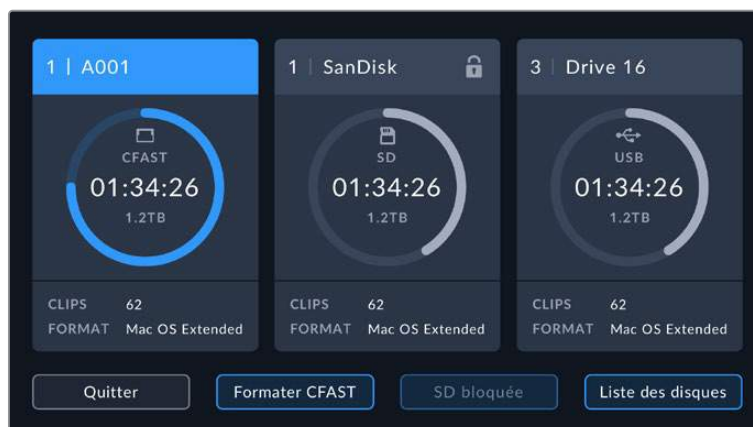 1 | A001
CFAST
01:34:26
1.2TB
CLIPS 62
FORMAT Mac OS Extended
1 | SanDisk
SD
01:34:26
1.2TB
CLIPS 62
FORMAT Mac OS Extended
3 | Drive 16
USB
01:34:26
1.2TB
CLIPS 62
FORMAT Mac OS Extended
Quitter
Formater CFAST
SD bloquée
Liste des disques